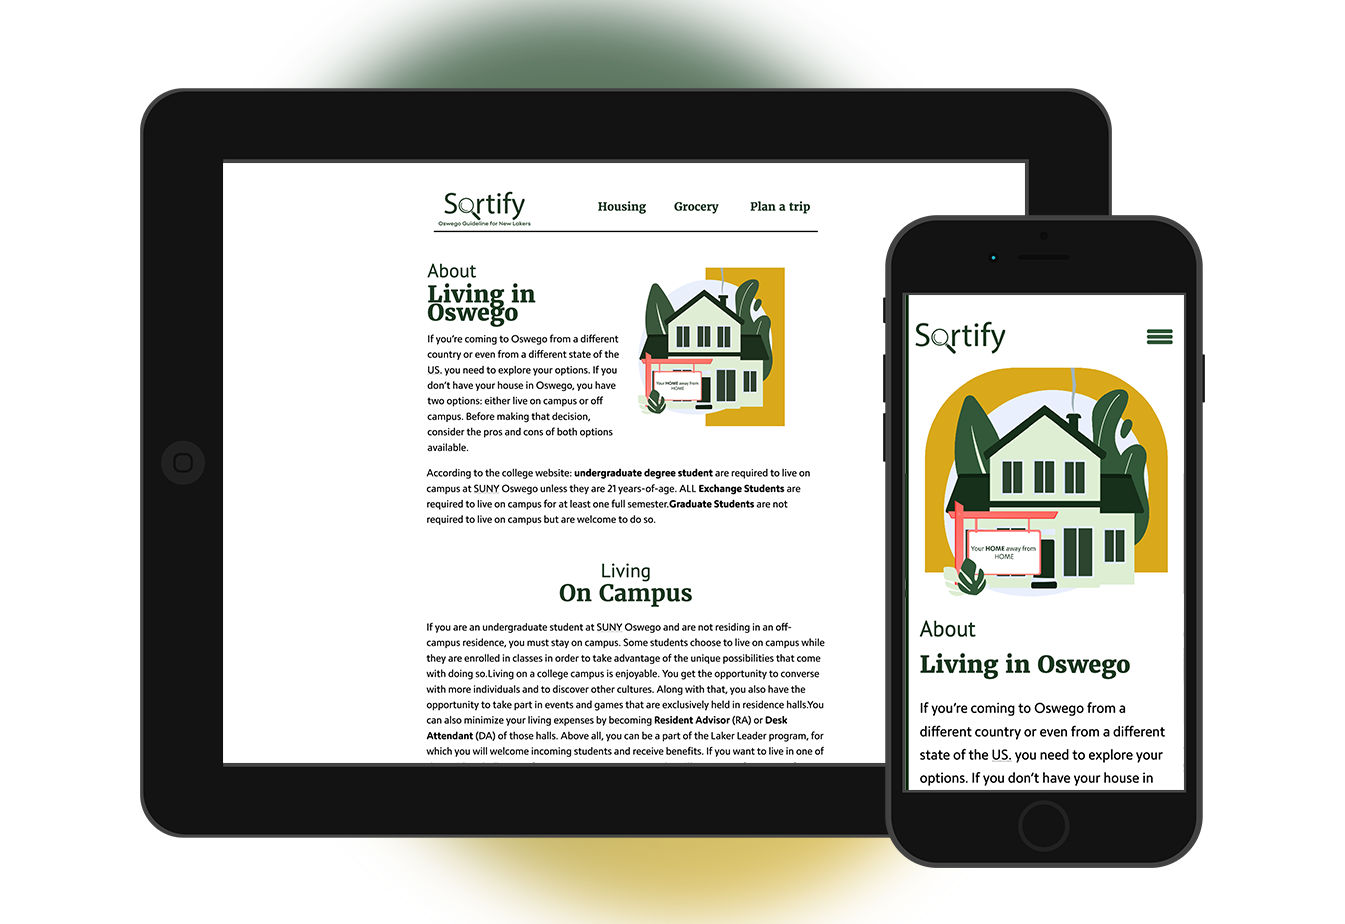 Sortify
Oswego Guideline for New Lakers
Housing
Grocery
Plan a trip
About
Living in
Oswego
If you're coming to Oswego from a different
country or even from a different state of the
US. you need to explore your options. If you
don't have your house in Oswego, you have
two options: either live on campus or off
campus. Before making that decision,
consider the pros and cons of both options
available.
Your HOME away from
HOME
According to the college website: undergraduate degree student are required to live on
campus at SUNY Oswego unless they are 21 years-of-age. ALL Exchange Students are
required to live on campus for at least one full semester.Graduate Students are not
required to live on campus but are welcome to do so.
Living
On Campus
If you are an undergraduate student at SUNY Oswego and are not residing in an off-
campus residence, you must stay on campus. Some students choose to live on campus while
they are enrolled in classes in order to take advantage of the unique possibilities that come
with doing so.Living on a college campus is enjoyable. You get the opportunity to converse
with more individuals and to discover other cultures. Along with that, you also have the
opportunity to take part in events and games that are exclusively held in residence halls.You
can also minimize your living expenses by becoming Resident Advisor (RA) or Desk
Attendant (DA) of those halls. Above all, you can be a part of the Laker Leader program, for
which you will welcome incoming students and receive benefits. If you want to live in one of
Sortify
Your HOME away from
HOME
About
Living in Oswego
If you're coming to Oswego from a
different country or even from a different
state of the US. you need to explore your
options. If you don't have your house in